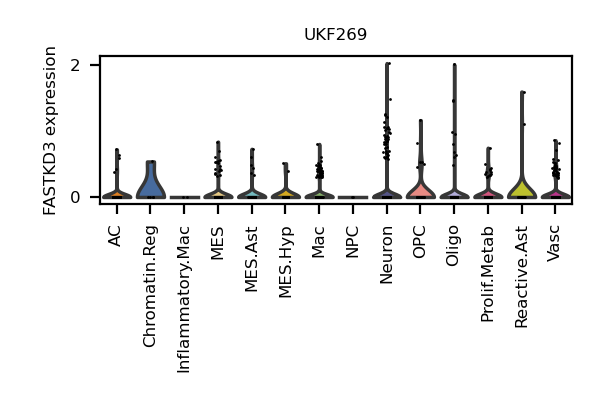 UKF269
FASTKD3 expression
2
0
AC
Chromatin.Reg
Inflammatory.Mac
MES
MES.Ast
MES.Hyp
Mac
NPC
Neuron
OPC
Oligo
Prolif.Metab
Reactive.Ast
Vasc